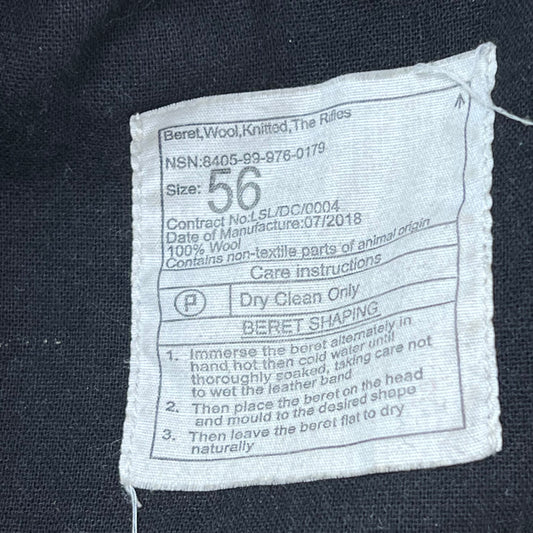 Beret,Wool,Knitted,The Rifles
NSN:8405-99-976-0179
Size: 56
Contract No:LSL/DC/0004
Date of Manufacture:07/2018
100% Wool
Contains non-textile parts of animal origin
Care instructions
P Dry Clean Only
BERET SHAPING
1. Immerse the beret alternately in
hand hot then cold water until
thoroughly soaked, taking care not
to wet the leather band
2. Then place the beret on the head
and mould to the desired shape
3. Then leave the beret flat to dry
naturally